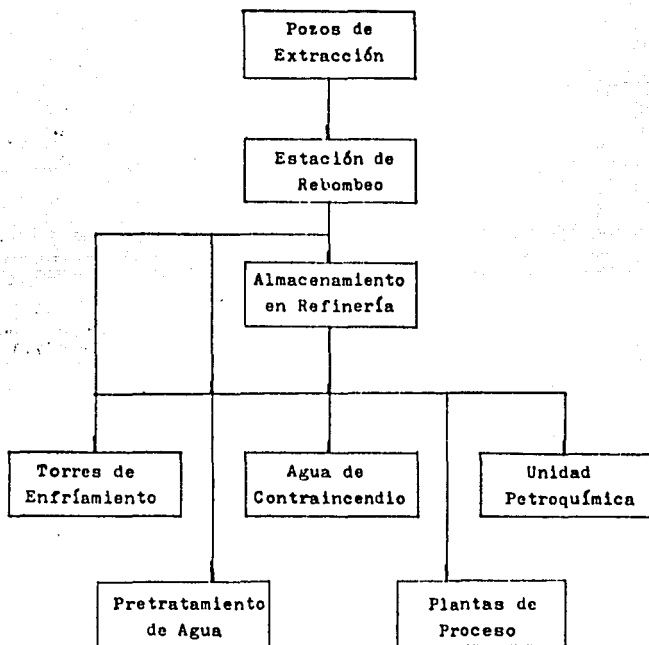 Pozos de
Extracción
Estación de
Rebombeo
Almacenamiento
en Refinería
Torres de
Enfríamiento
Agua de
Contraincendio
Unidad
Petroquímica
Pretratamiento
de Agua
Plantas de
Proceso